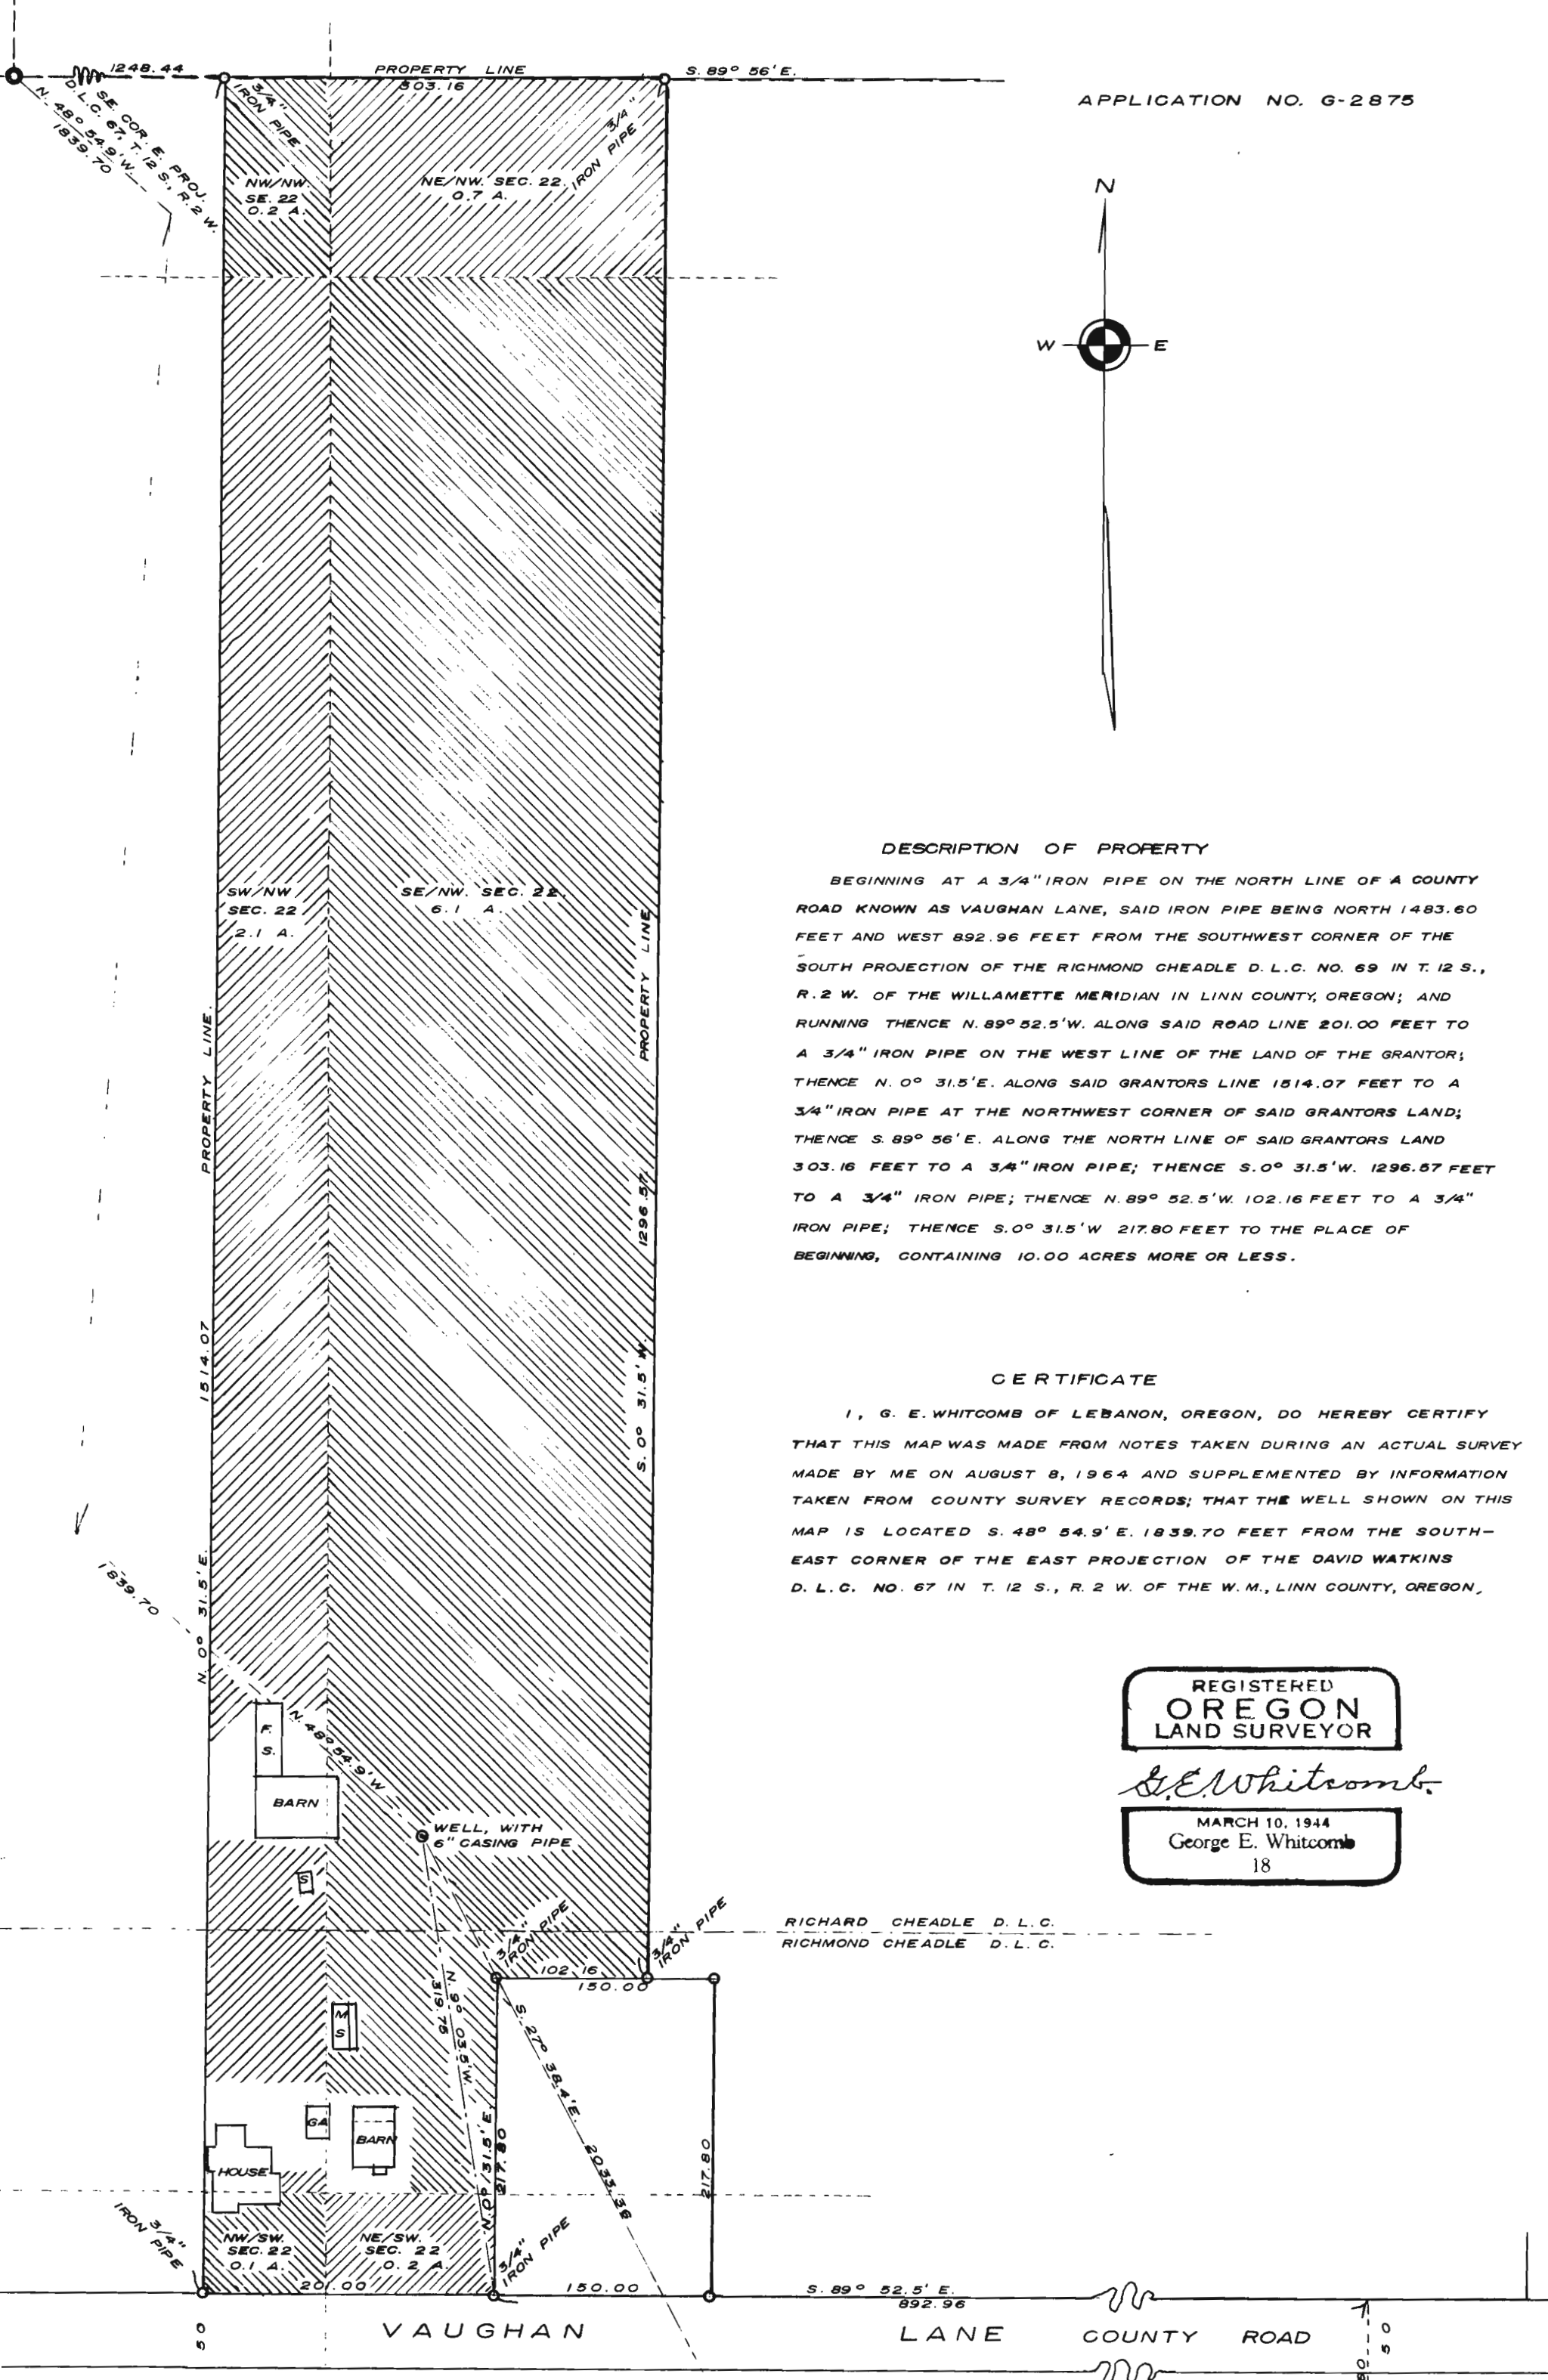 1248.44
PROPERTY LINE
303.16
S. 89° 56' E.
APPLICATION NO. G-2875
SE. COR. E. PROJ.
D.L.C. 67, T. 12 S., R. 2 W.
N. 48° 54.9' W.
1839.70
3/4"
IRON PIPE
3/4
IRON PIPE
NW/NW.
SE. 22
0.2 A.
NE/NW. SEC. 22.
0.7 A.
N
W
E
SW/NW
SEC. 22
2.1 A.
SE/NW. SEC. 22.
6.1 A.
PROPERTY LINE.
PROPERTY LINE
1514.07
N. 0° 31.5' E.
1296.57
S. 0° 31.5' W.
DESCRIPTION OF PROPERTY
BEGINNING AT A 3/4" IRON PIPE ON THE NORTH LINE OF A COUNTY
ROAD KNOWN AS VAUGHAN LANE, SAID IRON PIPE BEING NORTH 1483.60
FEET AND WEST 892.96 FEET FROM THE SOUTHWEST CORNER OF THE
SOUTH PROJECTION OF THE RICHMOND CHEADLE D. L. C. NO. 69 IN T. 12 S.,
R. 2 W. OF THE WILLAMETTE MERIDIAN IN LINN COUNTY, OREGON; AND
RUNNING THENCE N. 89° 52.5' W. ALONG SAID ROAD LINE 201.00 FEET TO
A 3/4" IRON PIPE ON THE WEST LINE OF THE LAND OF THE GRANTOR;
THENCE N. 0° 31.5' E. ALONG SAID GRANTORS LINE 1514.07 FEET TO A
3/4" IRON PIPE AT THE NORTHWEST CORNER OF SAID GRANTORS LAND;
THENCE S. 89° 56' E. ALONG THE NORTH LINE OF SAID GRANTORS LAND
303.16 FEET TO A 3/4" IRON PIPE; THENCE S. 0° 31.5' W. 1296.57 FEET
TO A 3/4" IRON PIPE; THENCE N. 89° 52.5' W. 102.16 FEET TO A 3/4"
IRON PIPE; THENCE S. 0° 31.5' W 217.80 FEET TO THE PLACE OF
BEGINNING, CONTAINING 10.00 ACRES MORE OR LESS.
CERTIFICATE
I, G. E. WHITCOMB OF LEBANON, OREGON, DO HEREBY CERTIFY
THAT THIS MAP WAS MADE FROM NOTES TAKEN DURING AN ACTUAL SURVEY
MADE BY ME ON AUGUST 8, 1964 AND SUPPLEMENTED BY INFORMATION
TAKEN FROM COUNTY SURVEY RECORDS; THAT THE WELL SHOWN ON THIS
MAP IS LOCATED S. 48° 54.9' E. 1839.70 FEET FROM THE SOUTH-
EAST CORNER OF THE EAST PROJECTION OF THE DAVID WATKINS
D. L. C. NO. 67 IN T. 12 S., R. 2 W. OF THE W. M., LINN COUNTY, OREGON,
REGISTERED
OREGON
LAND SURVEYOR
G.E. Whitcomb.
MARCH 10, 1944
George E. Whitcomb
18
1839.70
N. 48° 54.9' W
F.
S.
BARN
WELL, WITH
6" CASING PIPE
S
3/4"
IRON PIPE
3/4"
IRON PIPE
RICHARD CHEADLE D. L. C.
RICHMOND CHEADLE D. L. C.
102.16
150.00
N. 9° 03.5' W.
319.75
M
S
S. 27° 38.4' E. 2033.36
GA
BARN
HOUSE
N. 0° 31.5' E.
217.80
217.80
3/4"
IRON PIPE
NW/SW.
SEC. 22
0.1 A.
NE/SW.
SEC. 22
0.2 A
3/4"
IRON PIPE
201.00
150.00
S. 89° 52.5' E.
892.96
50
VAUGHAN LANE COUNTY ROAD
50
50